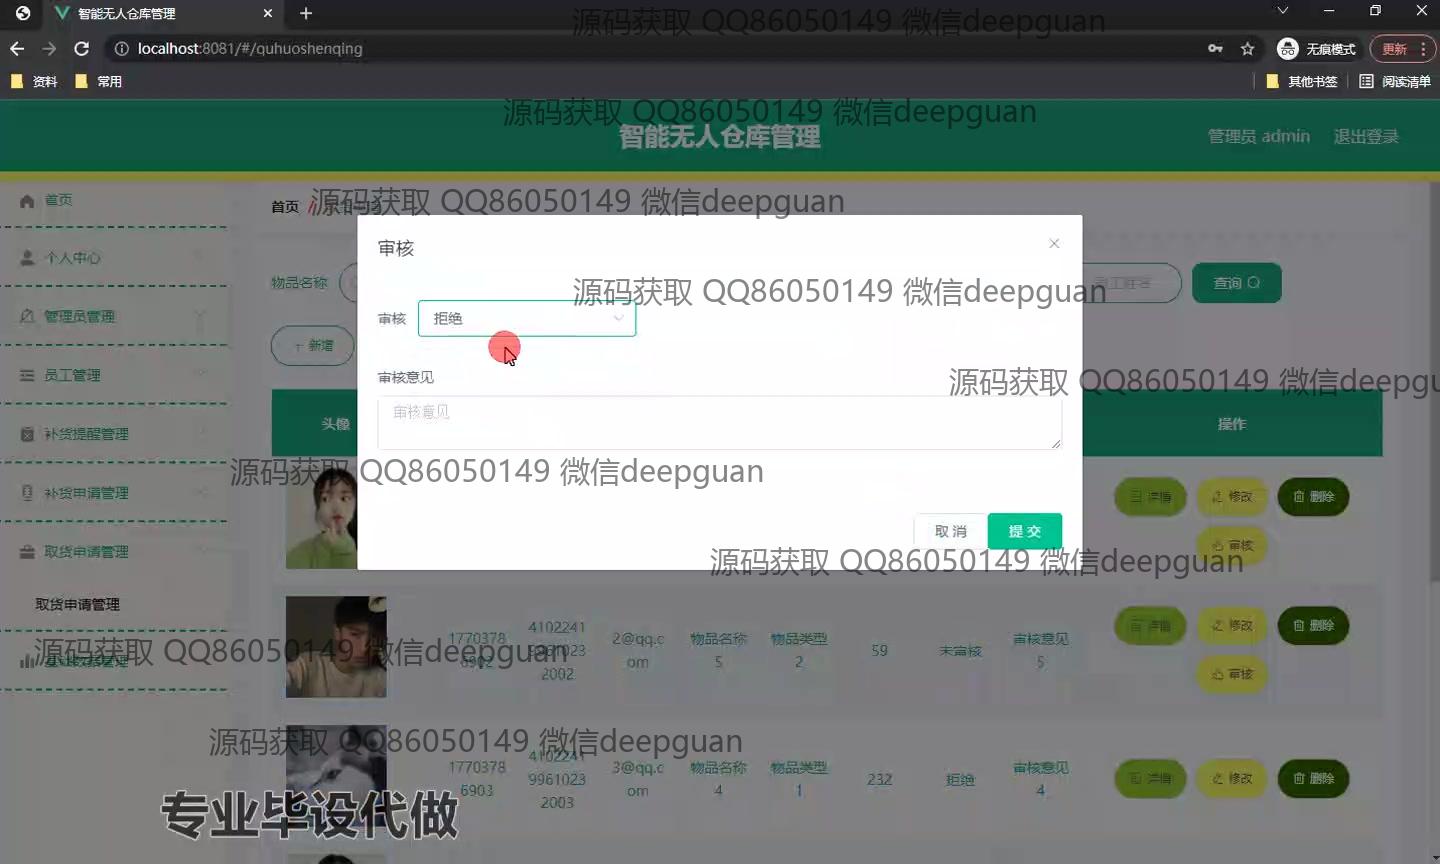 智能无人仓库管理
localhost:8081/#/quhuoshenqing
无痕模式
更新
资料
常用
其他书签
阅读清单
源码获取 QQ86050149 微信deepguan
源码获取 QQ86050149 微信deepguan
智能无人仓库管理
管理员 admin
退出登录
首页
个人中心
管理员管理
员工管理
补货提醒管理
补货申请管理
取货申请管理
取货申请管理
首页 /
源码获取 QQ86050149 微信deepguan
物品名称
查询
+ 新增
审核
源码获取 QQ86050149 微信deepguan
审核
拒绝
审核意见
审核意见
取 消
提 交
源码获取 QQ86050149 微信deepgu
头像
操作
源码获取 QQ86050149 微信deepguan
详情
修改
删除
审核
源码获取 QQ86050149 微信deepguan
1770378
6902
4102241
9961023
2002
2@qq.c
om
物品名称
5
物品类型
2
59
未审核
审核意见
5
详情
修改
删除
审核
源码获取 QQ86050149 微信deepguan
源码获取 QQ86050149 微信deepguan
1770378
6903
4102241
9961023
2003
3@qq.c
om
物品名称
4
物品类型
1
232
拒绝
审核意见
4
详情
修改
删除
专业毕设代做